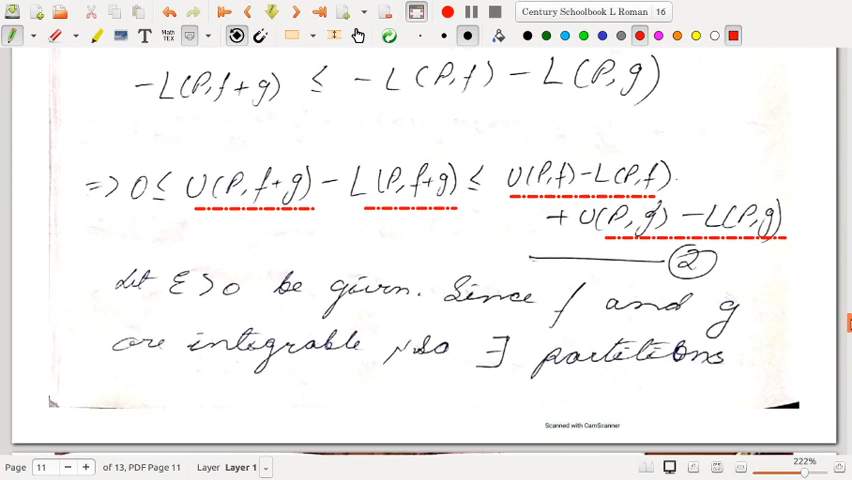 Century Schoolbook L Roman 16
-L(P,f+g) ≤ -L(P,f) - L(P,g)
=> 0 ≤ U(P,f+g) - L(P,f+g) ≤ U(P,f) - L(P,f)
+ U(P,g) - L(P,g)
②
Let ε>0 be given. Since f and g
are integrable, so ∃ partitions
Scanned with CamScanner
Page 11 of 13, PDF Page 11 Layer Layer 1 222%